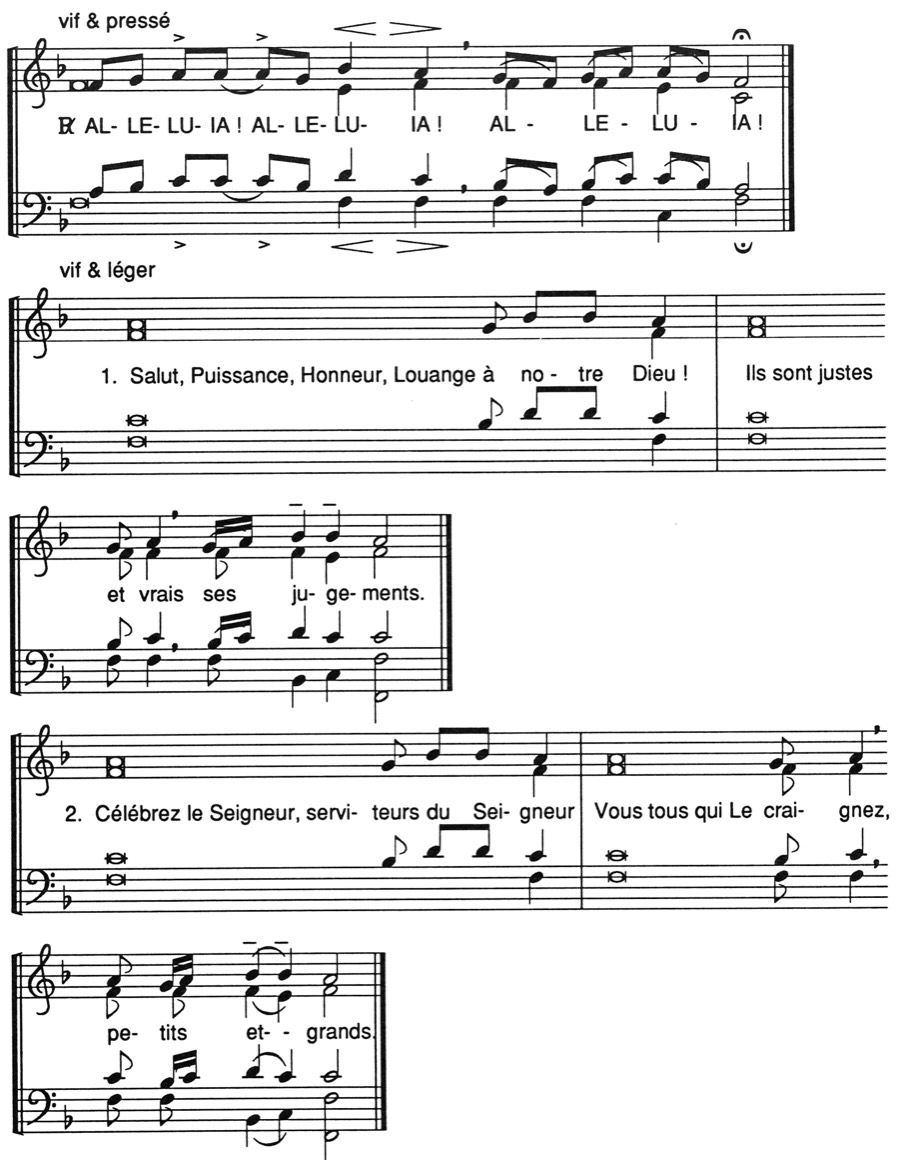 vif & pressé
℟ AL- LE- LU- IA ! AL- LE- LU- IA ! AL - LE - LU - IA !
vif & léger
1. Salut, Puissance, Honneur, Louange à no - tre Dieu ! Ils sont justes
et vrais ses ju- ge- ments.
2. Célébrez le Seigneur, servi- teurs du Sei- gneur Vous tous qui Le crai- gnez,
pe- tits et- - grands.